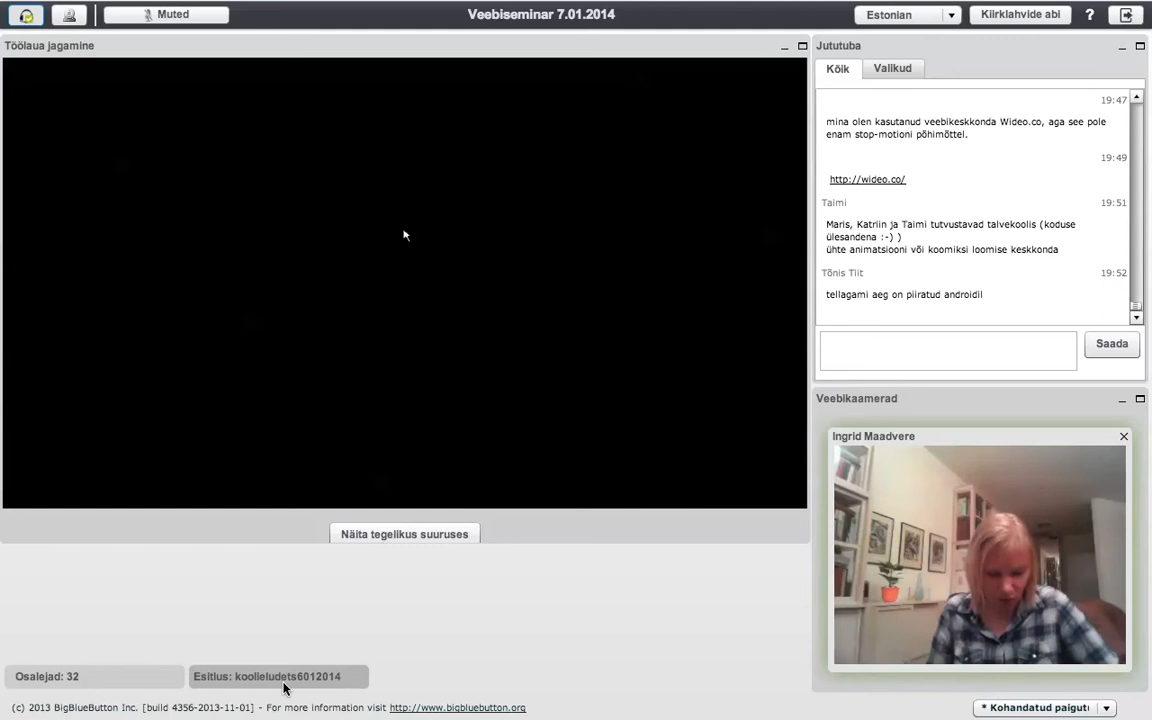 Muted
Veebiseminar 7.01.2014
Estonian
Kiirklahvide abi
?
Töölaua jagamine
Jututuba
Kõik
Valikud
19:47
mina olen kasutanud veebikeskkonda Wideo.co, aga see pole
enam stop-motioni põhimõttel.
19:49
http://wideo.co/
Taimi
19:51
Maris, Katriin ja Taimi tutvustavad talvekoolis (koduse
ülesandena :-) )
ühte animatsiooni või koomiksi loomise keskkonda
Tõnis Tiit
19:52
tellagami aeg on piiratud androidil
Saada
Veebikaamerad
Ingrid Maadvere
Näita tegelikus suuruses
Osalejad: 32
Esitlus: koolieludets6012014
(c) 2013 BigBlueButton Inc. [build 4356-2013-11-01] - For more information visit http://www.bigbluebutton.org
* Kohandatud paigut